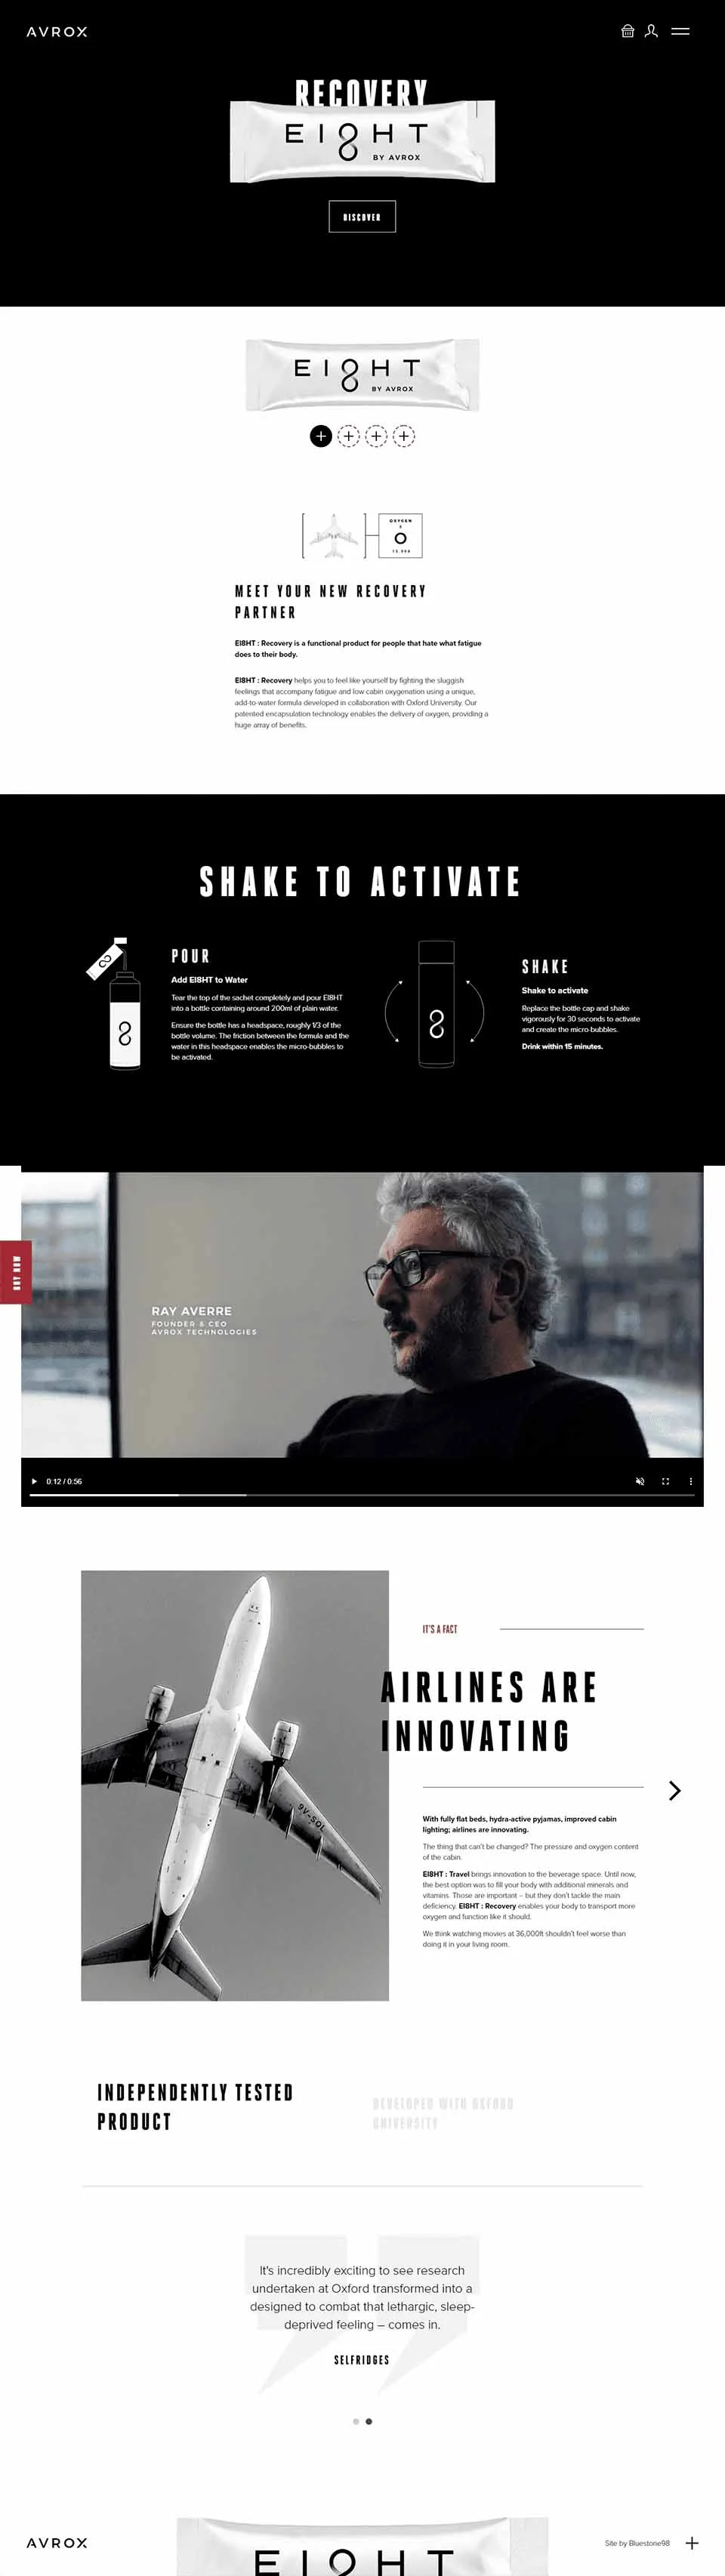 AVROX
RECOVERY
EI8HT
BY AVROX
DISCOVER
EI8HT
BY AVROX
OXYGEN
8
O
15.999
MEET YOUR NEW RECOVERY
PARTNER
EI8HT : Recovery is a functional product for people that hate what fatigue
does to their body.
EI8HT : Recovery helps you to feel like yourself by fighting the sluggish
feelings that accompany fatigue and low cabin oxygenation using a unique,
add-to-water formula developed in collaboration with Oxford University. Our
patented encapsulation technology enables the delivery of oxygen, providing a
huge array of benefits.
SHAKE TO ACTIVATE
POUR
Add EI8HT to Water
Tear the top of the sachet completely and pour EI8HT
into a bottle containing around 200ml of plain water.
Ensure the bottle has a headspace, roughly 1/3 of the
bottle volume. The friction between the formula and the
water in this headspace enables the micro-bubbles to
be activated.
8
8
8
SHAKE
Shake to activate
Replace the bottle cap and shake
vigorously for 30 seconds to activate
and create the micro bubbles.
Drink within 15 minutes.
BUY NOW
RAY AVERRE
FOUNDER & CEO
AVROX TECHNOLOGIES
0:12 / 0:56
IT'S A FACT
AIRLINES ARE
INNOVATING
9V-SOL
With fully flat beds, hydra-active pyjamas, improved cabin
lighting; airlines are innovating.
The thing that can't be changed? The pressure and oxygen content
of the cabin.
EI8HT : Travel brings innovation to the beverage space. Until now,
the best option was to fill your body with additional minerals and
vitamins. Those are important – but they don't tackle the main
deficiency. EI8HT : Recovery enables your body to transport more
oxygen and function like it should.
We think watching movies at 36,000ft shouldn't feel worse than
doing it in your living room.
INDEPENDENTLY TESTED
PRODUCT
DEVELOPED WITH OXFORD
UNIVERSITY
It's incredibly exciting to see research
undertaken at Oxford transformed into a
designed to combat that lethargic, sleep-
deprived feeling – comes in.
SELFRIDGES
AVROX
EIGHT
Site by Bluestone98